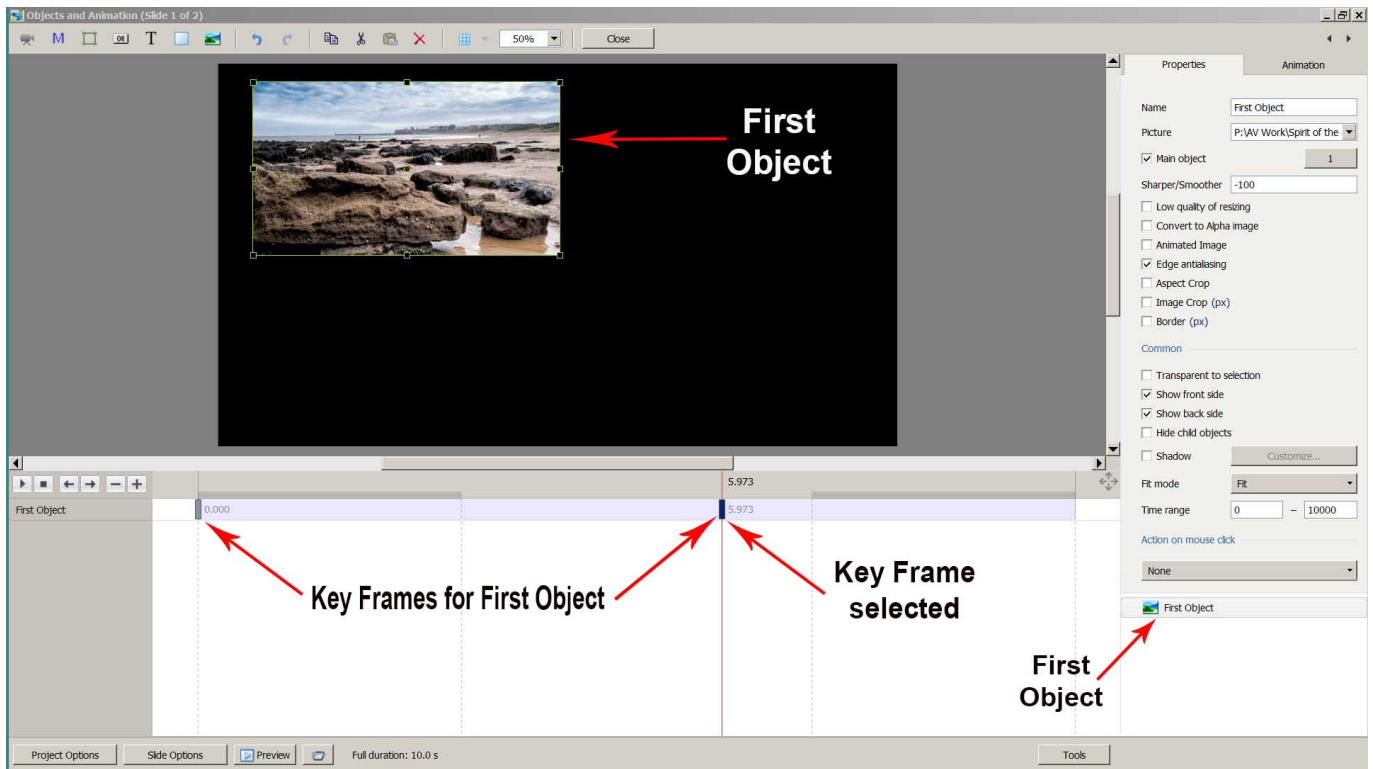 Objects and Animation (Slide 1 of 2)
M OK T 50% Close
Properties Animation
Name First Object
Picture P:\AV Work\Spirit of the
Main object 1
Sharper/Smoother -100
Low quality of resizing
Convert to Alpha image
Animated Image
Edge antialiasing
Aspect Crop
Image Crop (px)
Border (px)
Common
Transparent to selection
Show front side
Show back side
Hide child objects
Shadow Customize...
Fit mode Fit
Time range 0 – 10000
Action on mouse click
None
First Object
First
Object
5.973
First Object 0.000 5.973
Key Frames for First Object
Key Frame
selected
First
Object
Project Options Slide Options Preview Full duration: 10.0 s Tools